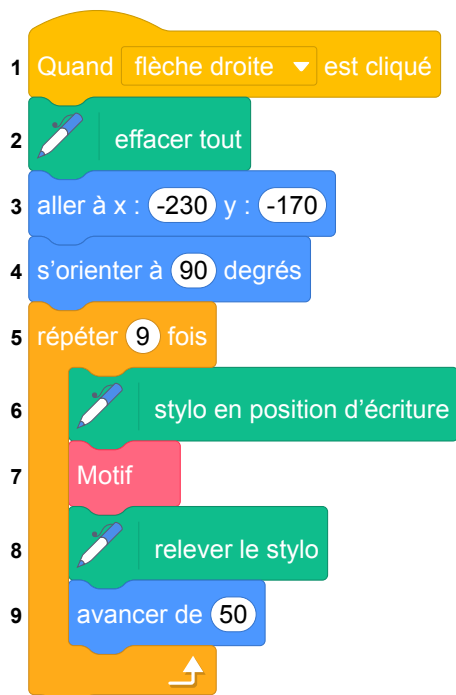 1 Quand flèche droite est cliqué
2 effacer tout
3 aller à x : -230 y : -170
4 s'orienter à 90 degrés
5 répéter 9 fois
6 stylo en position d'écriture
7 Motif
8 relever le stylo
9 avancer de 50